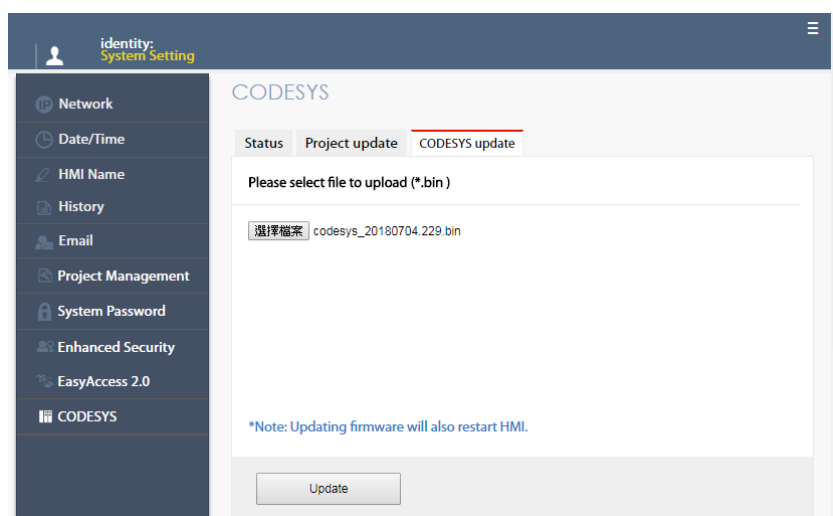 identity:
System Setting
Network
Date/Time
HMI Name
History
Email
Project Management
System Password
Enhanced Security
EasyAccess 2.0
CODESYS
CODESYS
Status Project update CODESYS update
Please select file to upload (*.bin )
選擇檔案 codesys_20180704.229.bin
*Note: Updating firmware will also restart HMI.
Update